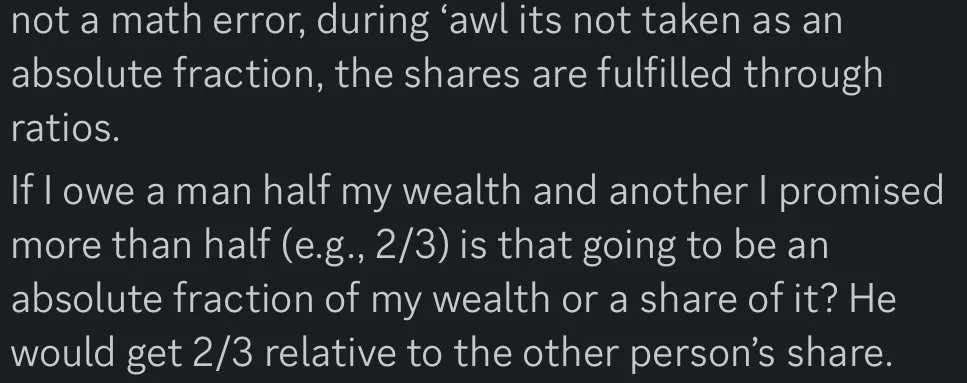 not a math error, during ‘awl its not taken as an
absolute fraction, the shares are fulfilled through
ratios.
If I owe a man half my wealth and another I promised
more than half (e.g., 2/3) is that going to be an
absolute fraction of my wealth or a share of it? He
would get 2/3 relative to the other person’s share.